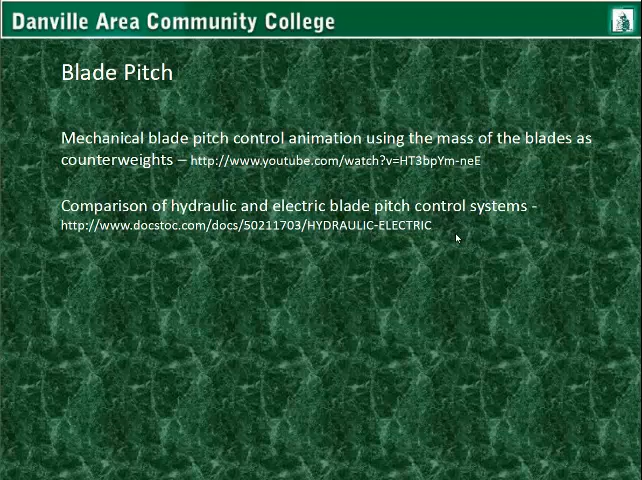 Danville Area Community College
Blade Pitch
Mechanical blade pitch control animation using the mass of the blades as
counterweights – http://www.youtube.com/watch?v=HT3bpYm-neE
Comparison of hydraulic and electric blade pitch control systems -
http://www.docstoc.com/docs/50211703/HYDRAULIC-ELECTRIC